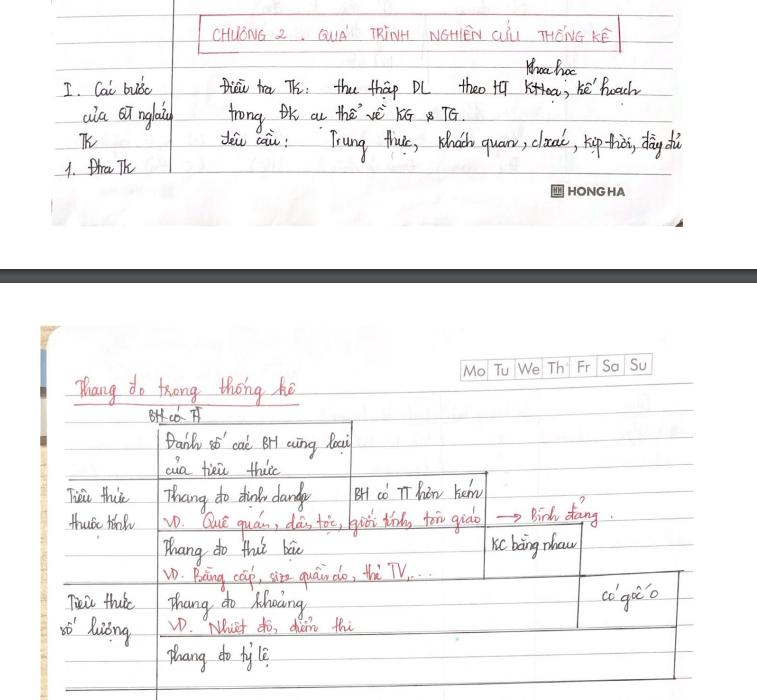 CHƯƠNG 2. QUÁ TRÌNH NGHIÊN CỨU THỐNG KÊ
I. Các bước
của QT nghiên cứu
TK
1. Đtra TK
Khoa học
Điều tra TK: thu thập DL theo KHoạ, kế hoạch
trong ĐK cụ thể về KG & TG.
Yêu cầu: Trung thực, khách quan, c/xác, kịp thời, đầy đủ
HONG HA
Mo Tu We Th Fr Sa Su
Thang đo trong thống kê
BH có
Đánh số các BH cùng loại
của tiêu thức
Tiêu thức
thuộc tính
Thang đo định danh
BH có TT hơn kém
VD. Quê quán, dân tộc, giới tính, tôn giáo → Bình đẳng.
Thang đo thứ bậc
KC bằng nhau
VD. Bằng cấp, size quần áo, thẻ TV,...
Tiêu thức
số lượng
Thang đo khoảng
có gốc 0
VD. Nhiệt độ, điểm thi
Thang đo tỷ lệ